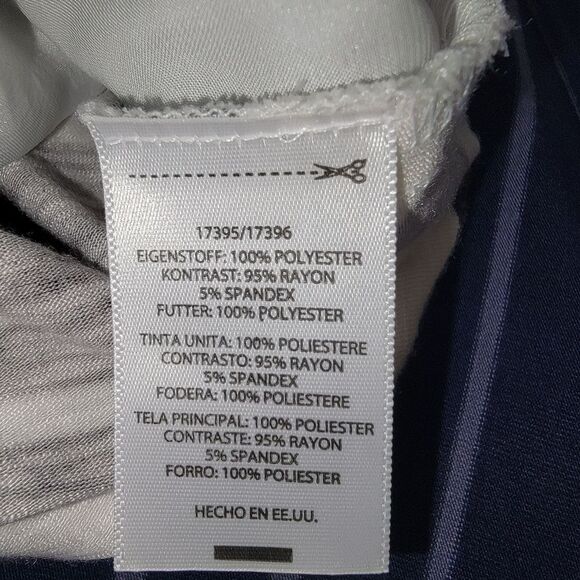 17395/17396
EIGENSTOFF: 100% POLYESTER
KONTRAST: 95% RAYON
5% SPANDEX
FUTTER: 100% POLYESTER
TINTA UNITA: 100% POLIESTERE
CONTRASTO: 95% RAYON
5% SPANDEX
FODERA: 100% POLIESTERE
TELA PRINCIPAL: 100% POLIESTER
CONTRASTE: 95% RAYON
5% SPANDEX
FORRO: 100% POLIESTER
HECHO EN EE.UU.